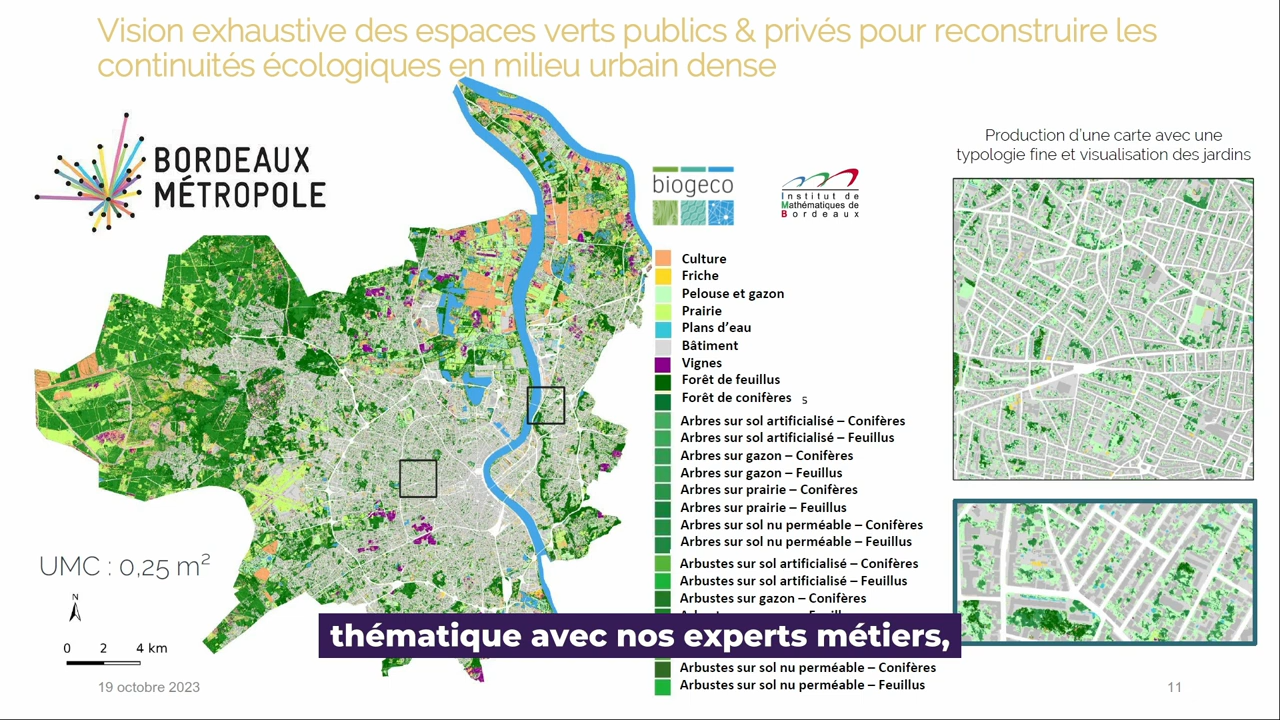 Vision exhaustive des espaces verts publics & privés pour reconstruire les
continuités écologiques en milieu urbain dense
BORDEAUX
MÉTROPOLE
biogeco
Institut de
Mathématiques de
Bordeaux
Production d'une carte avec une
typologie fine et visualisation des jardins
Culture
Friche
Pelouse et gazon
Prairie
Plans d'eau
Bâtiment
Vignes
Forêt de feuillus
Forêt de conifères 5
Arbres sur sol artificialisé – Conifères
Arbres sur sol artificialisé – Feuillus
Arbres sur gazon – Conifères
Arbres sur gazon – Feuillus
Arbres sur prairie – Conifères
Arbres sur prairie – Feuillus
Arbres sur sol nu perméable – Conifères
Arbres sur sol nu perméable – Feuillus
Arbustes sur sol artificialisé – Conifères
Arbustes sur sol artificialisé – Feuillus
Arbustes sur gazon – Conifères
Arbustes sur sol nu perméable – Conifères
Arbustes sur sol nu perméable – Feuillus
UMC : 0,25 m²
N
0 2 4 km
thématique avec nos experts métiers,
19 octobre 2023
11